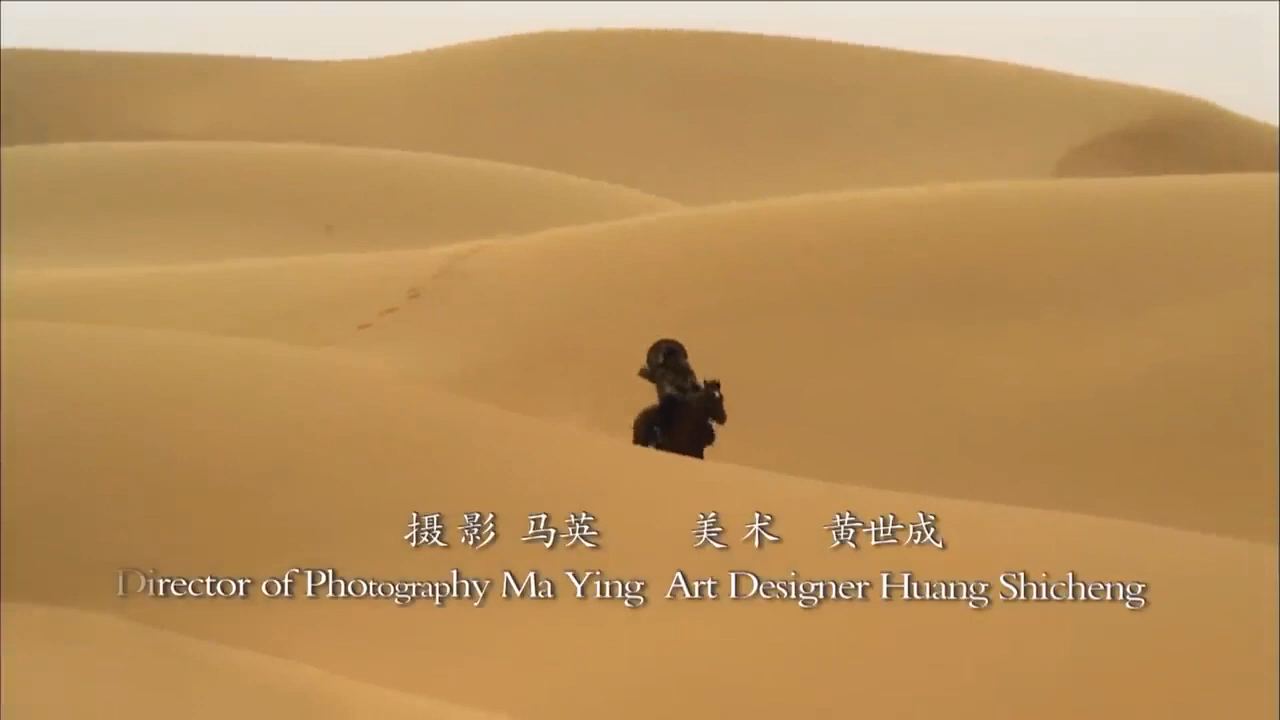 摄影 马英 美术 黄世成
Director of Photography Ma Ying Art Designer Huang Shicheng